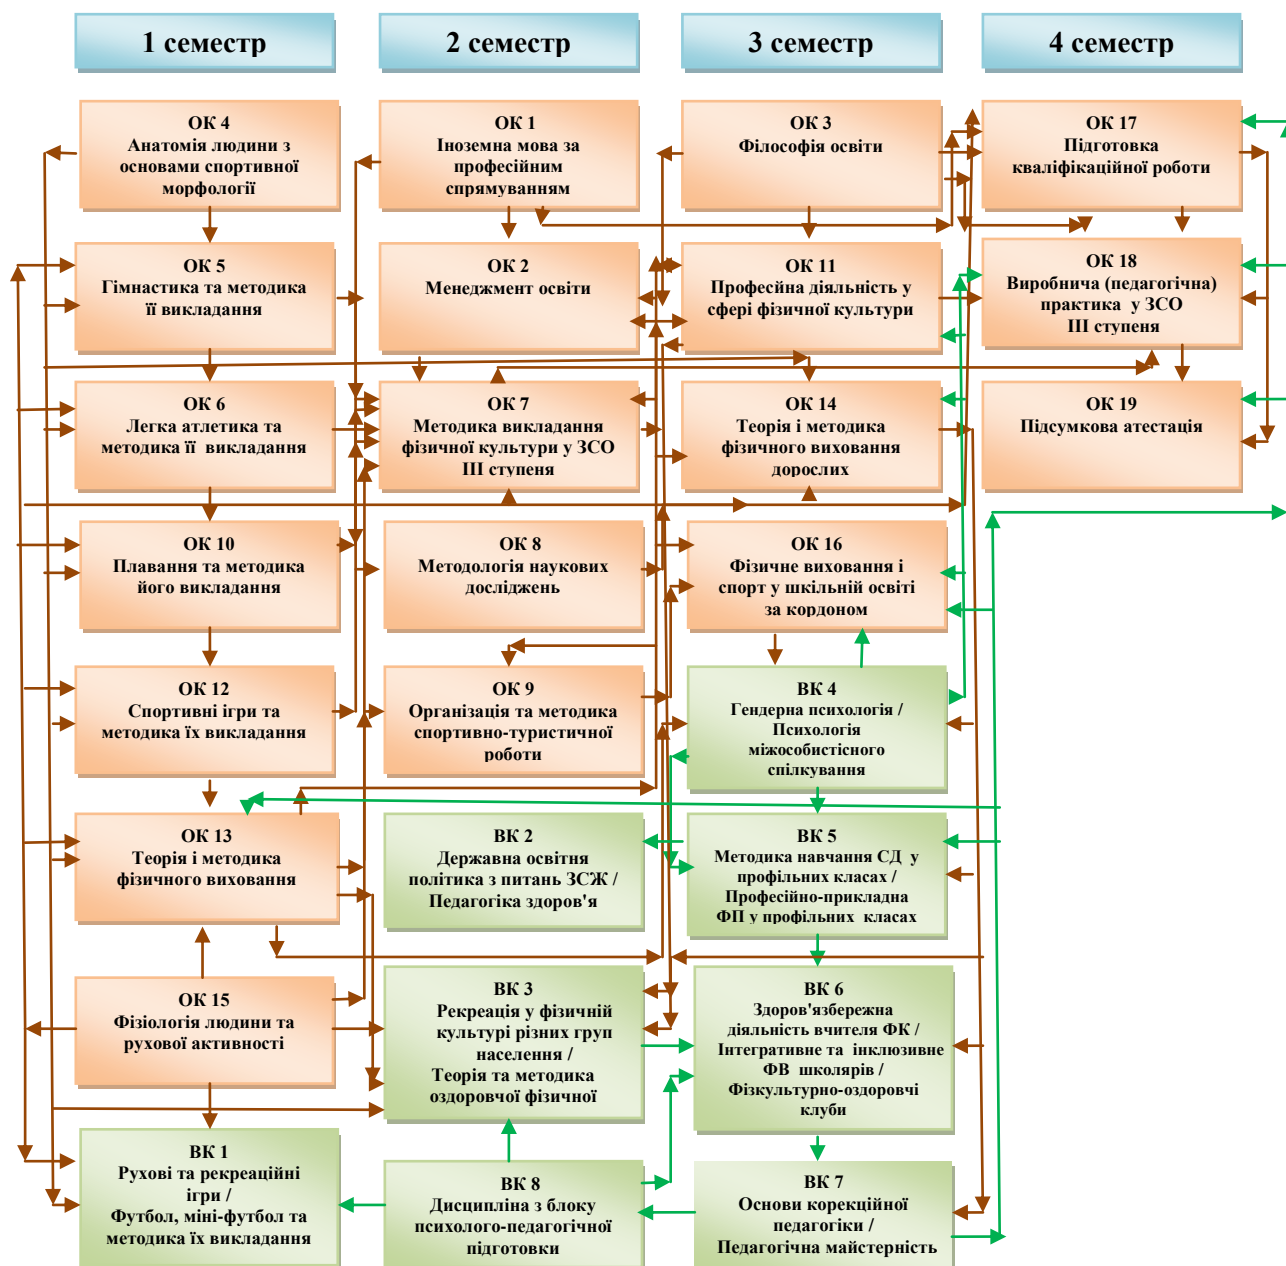 1 семестр
2 семестр
3 семестр
4 семестр
ОК 4
Анатомія людини з
основами спортивної
морфології
ОК 5
Гімнастика та методика
її викладання
ОК 6
Легка атлетика та
методика її викладання
ОК 10
Плавання та методика
його викладання
ОК 12
Спортивні ігри та
методика їх викладання
ОК 13
Теорія і методика
фізичного виховання
ОК 15
Фізіологія людини та
рухової активності
ВК 1
Рухові та рекреаційні
ігри /
Футбол, міні-футбол та
методика їх викладання
ОК 1
Іноземна мова за
професійним
спрямуванням
ОК 2
Менеджмент освіти
ОК 7
Методика викладання
фізичної культури у ЗСО
ІІІ ступеня
ОК 8
Методологія наукових
досліджень
ОК 9
Організація та методика
спортивно-туристичної
роботи
ВК 2
Державна освітня
політика з питань ЗСЖ /
Педагогіка здоров'я
ВК 3
Рекреація у фізичній
культурі різних груп
населення /
Теорія та методика
оздоровчої фізичної
ВК 8
Дисципліна з блоку
психолого-педагогічної
підготовки
ОК 3
Філософія освіти
ОК 11
Професійна діяльність у
сфері фізичної культури
ОК 14
Теорія і методика
фізичного виховання
дорослих
ОК 16
Фізичне виховання і
спорт у шкільній освіті
за кордоном
ВК 4
Гендерна психологія /
Психологія
міжособистісного
спілкування
ВК 5
Методика навчання СД у
профільних класах /
Професійно-прикладна
ФП у профільних класах
ВК 6
Здоров'язбережна
діяльність вчителя ФК /
Інтегративне та інклюзивне
ФВ школярів /
Фізкультурно-оздоровчі
клуби
ВК 7
Основи корекційної
педагогіки /
Педагогічна майстерність
ОК 17
Підготовка
кваліфікаційної роботи
ОК 18
Виробнича (педагогічна)
практика у ЗСО
ІІІ ступеня
ОК 19
Підсумкова атестація